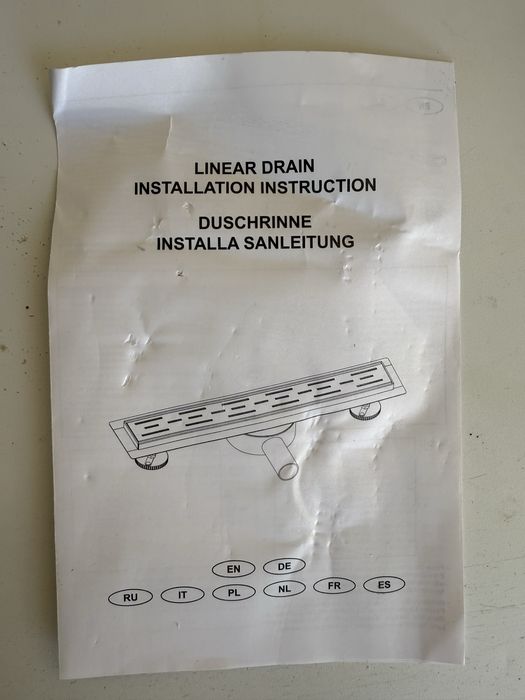 LINEAR DRAIN
INSTALLATION INSTRUCTION
DUSCHRINNE
INSTALLA SANLEITUNG
EN DE
RU IT PL NL FR ES